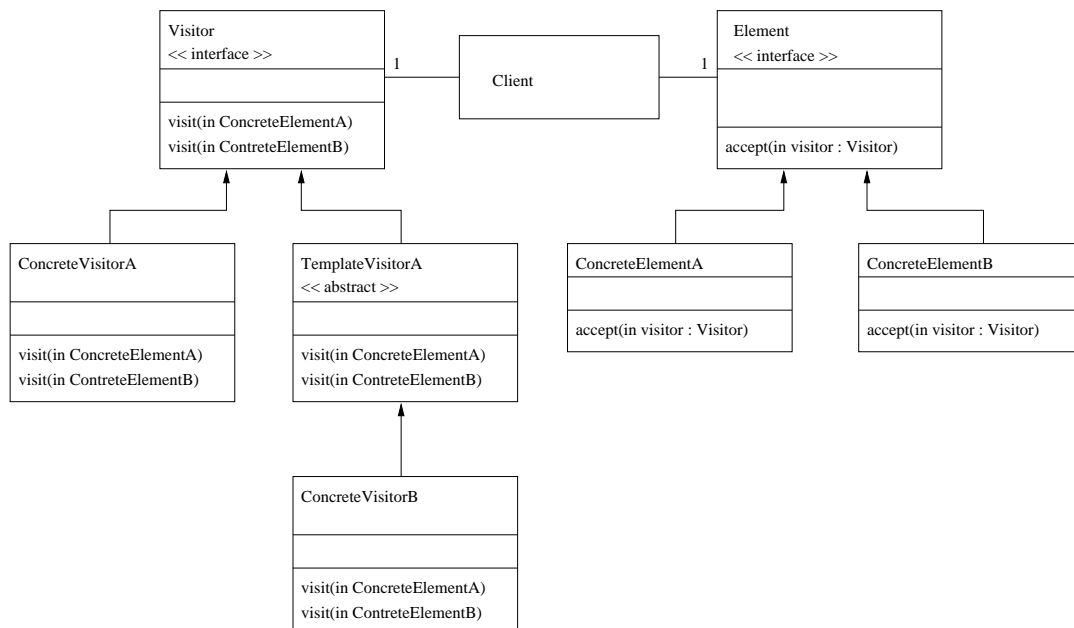 Visitor
<< interface >>
visit(in ConcreteElementA)
visit(in ContreteElementB)
1
Client
1
Element
<< interface >>
accept(in visitor : Visitor)
ConcreteVisitorA
visit(in ConcreteElementA)
visit(in ContreteElementB)
TemplateVisitorA
<< abstract >>
visit(in ConcreteElementA)
visit(in ContreteElementB)
ConcreteElementA
accept(in visitor : Visitor)
ConcreteElementB
accept(in visitor : Visitor)
ConcreteVisitorB
visit(in ConcreteElementA)
visit(in ContreteElementB)